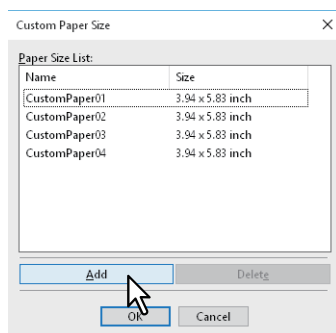 Custom Paper Size
Paper Size List:
Name Size
CustomPaper01 3.94 x 5.83 inch
CustomPaper02 3.94 x 5.83 inch
CustomPaper03 3.94 x 5.83 inch
CustomPaper04 3.94 x 5.83 inch
Add Delete
OK Cancel